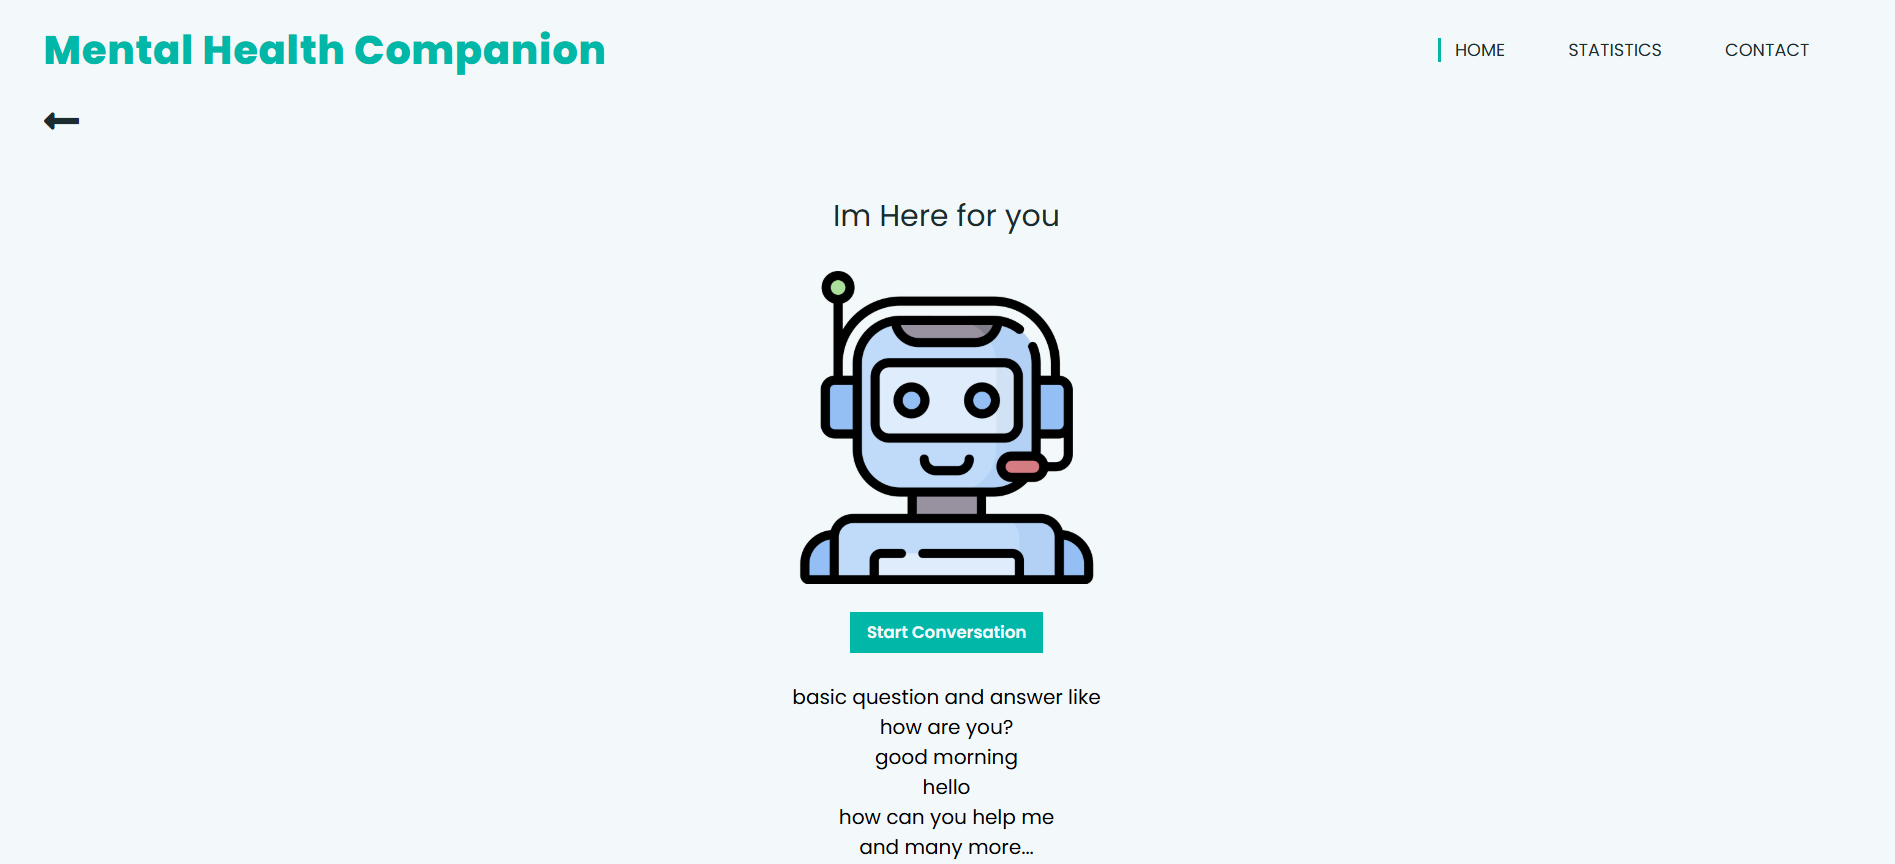 Mental Health Companion
HOME STATISTICS CONTACT
Im Here for you
Start Conversation
basic question and answer like
how are you?
good morning
hello
how can you help me
and many more...